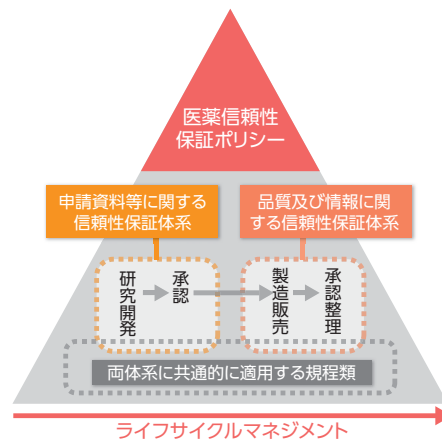 医薬信頼性
保証ポリシー
申請資料等に関する
信頼性保証体系
品質及び情報に関
する信頼性保証体系
研究開発
承認
製造販売
承認整理
両体系に共通的に適用する規程類
ライフサイクルマネジメント